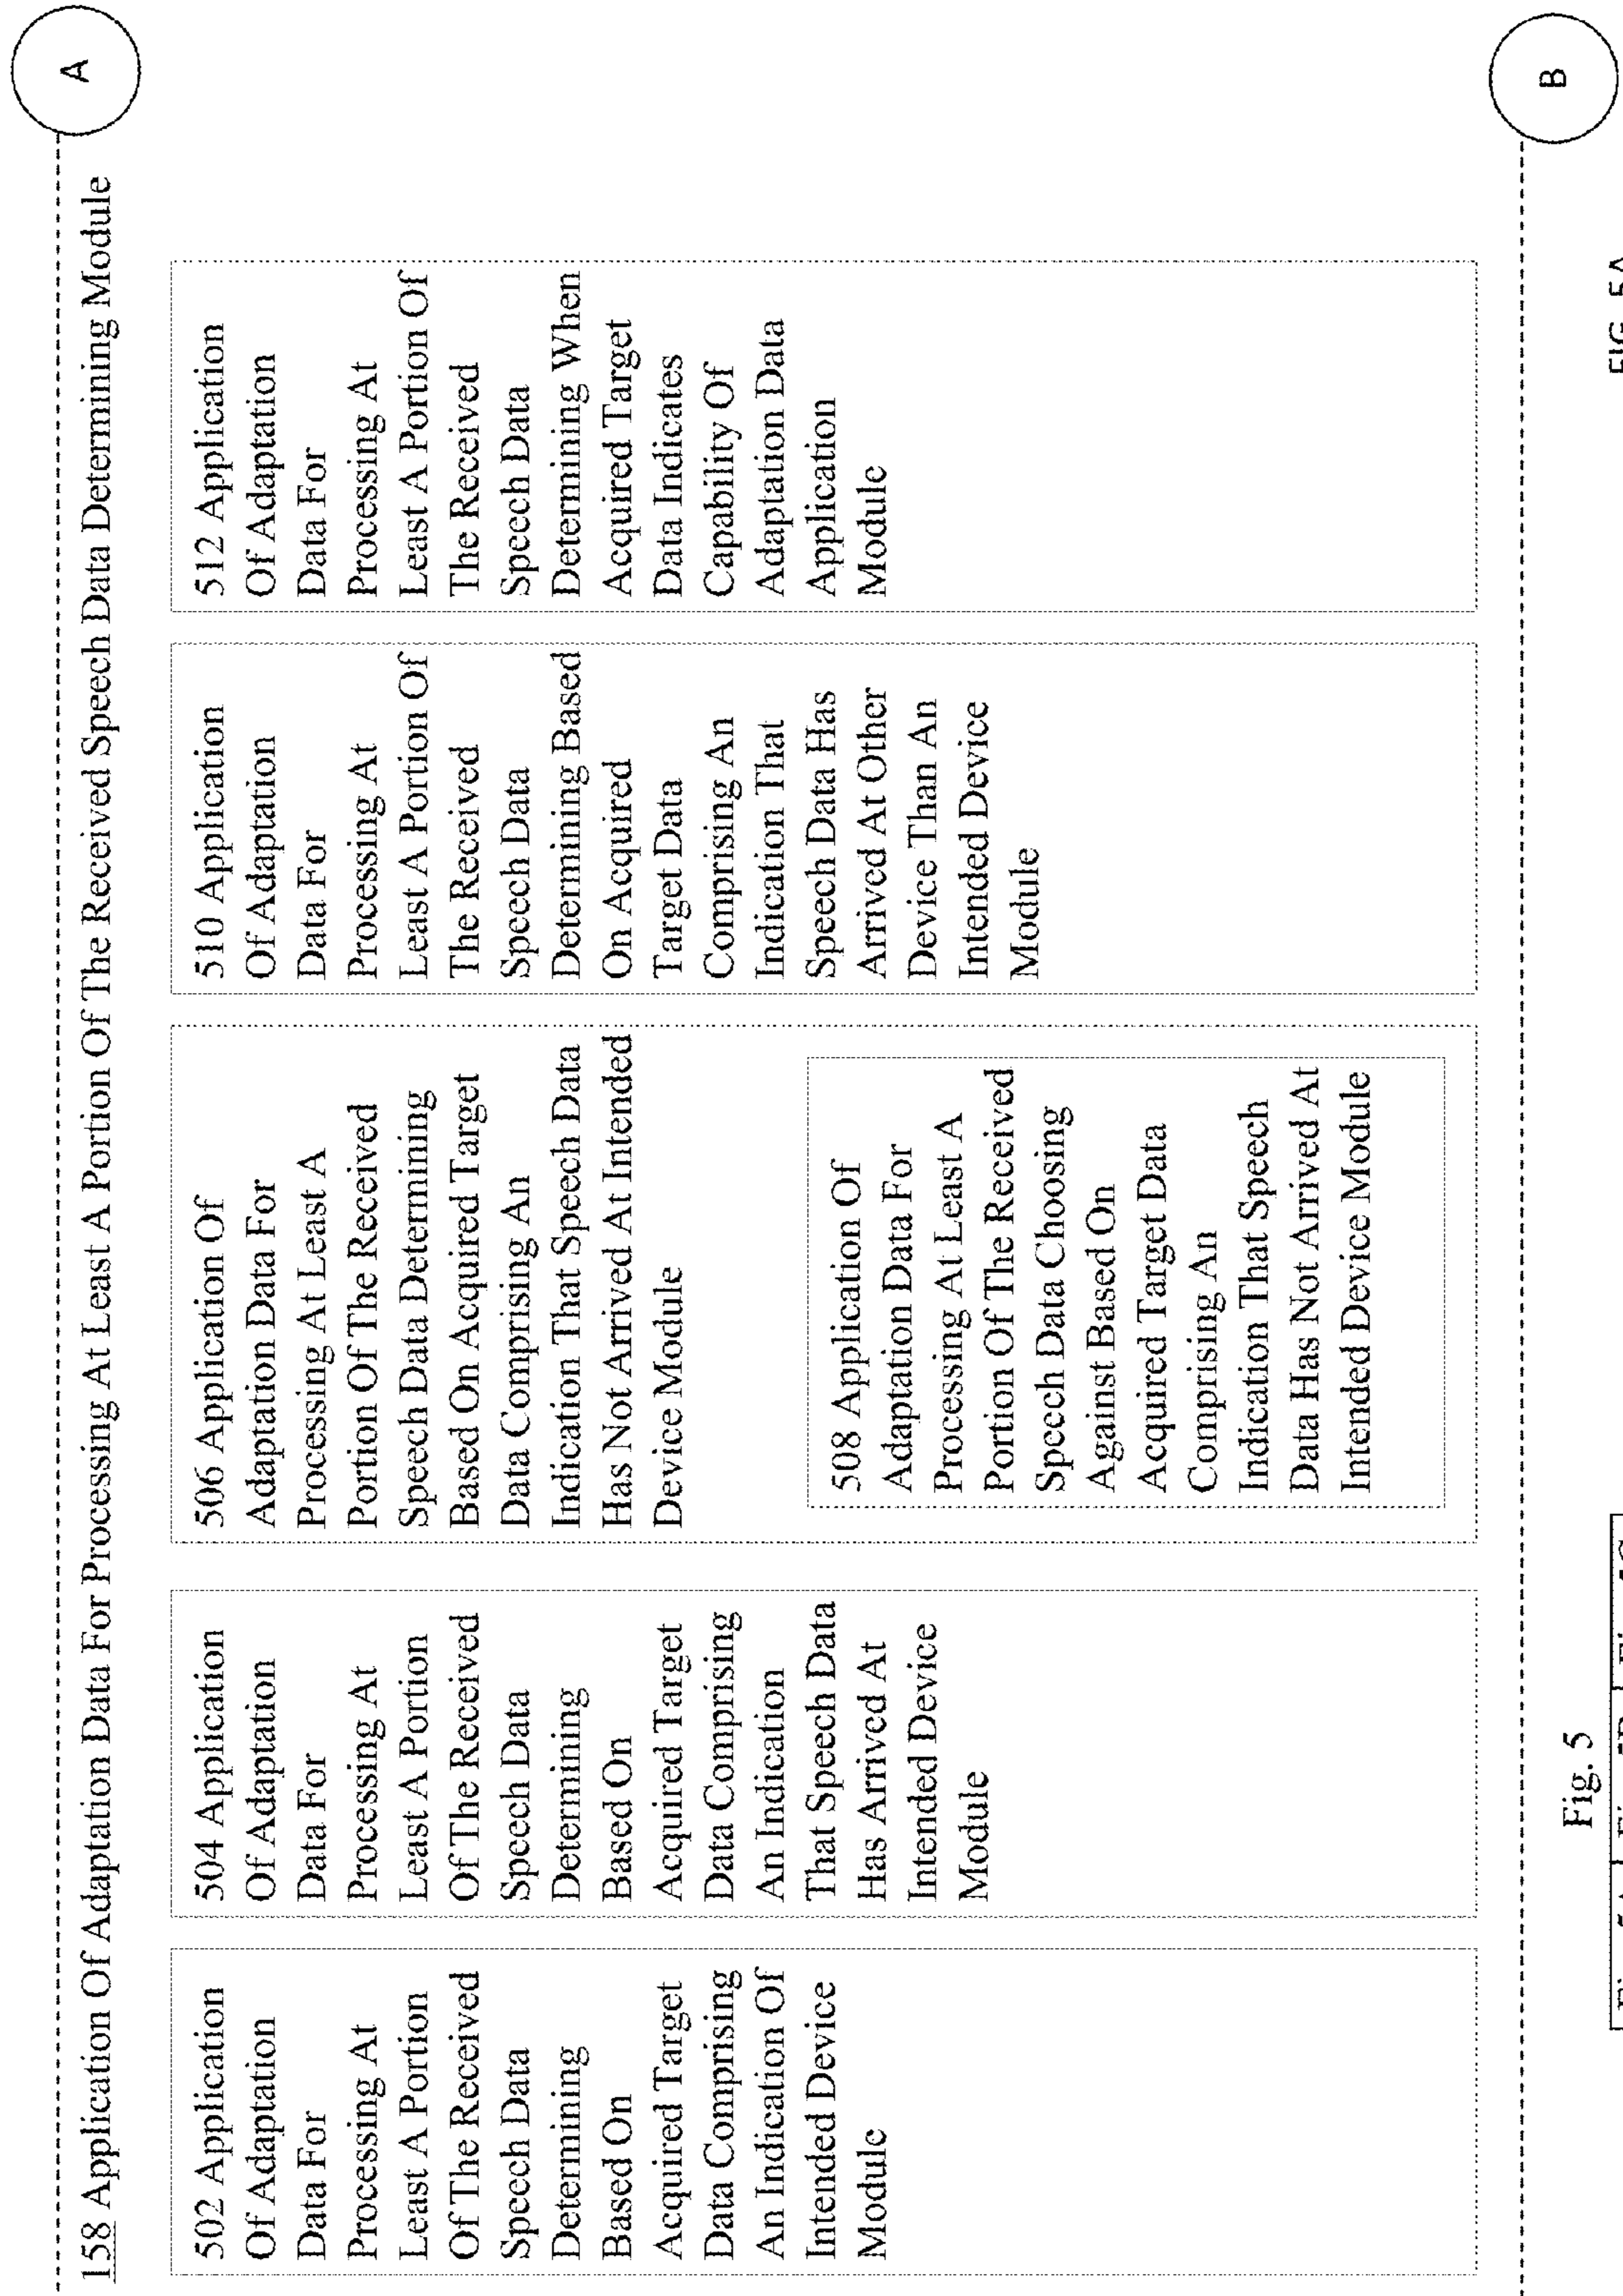 158 Application Of Adaptation Data For Processing At Least A Portion Of The Received Speech Data Determining Module
A
502 Application
Of Adaptation
Data For
Processing At
Least A Portion
Of The Received
Speech Data
Determining
Based On
Acquired Target
Data Comprising
An Indication Of
Intended Device
Module
504 Application
Of Adaptation
Data For
Processing At
Least A Portion
Of The Received
Speech Data
Determining
Based On
Acquired Target
Data Comprising
An Indication
That Speech Data
Has Arrived At
Intended Device
Module
506 Application Of
Adaptation Data For
Processing At Least A
Portion Of The Received
Speech Data Determining
Based On Acquired Target
Data Comprising An
Indication That Speech Data
Has Not Arrived At Intended
Device Module
508 Application Of
Adaptation Data For
Processing At Least A
Portion Of The Received
Speech Data Choosing
Against Based On
Acquired Target Data
Comprising An
Indication That Speech
Data Has Not Arrived At
Intended Device Module
510 Application
Of Adaptation
Data For
Processing At
Least A Portion Of
The Received
Speech Data
Determining Based
On Acquired
Target Data
Comprising An
Indication That
Speech Data Has
Arrived At Other
Device Than An
Intended Device
Module
512 Application
Of Adaptation
Data For
Processing At
Least A Portion Of
The Received
Speech Data
Determining When
Acquired Target
Data Indicates
Capability Of
Adaptation Data
Application
Module
B
Fig. 5
FIG. 5A